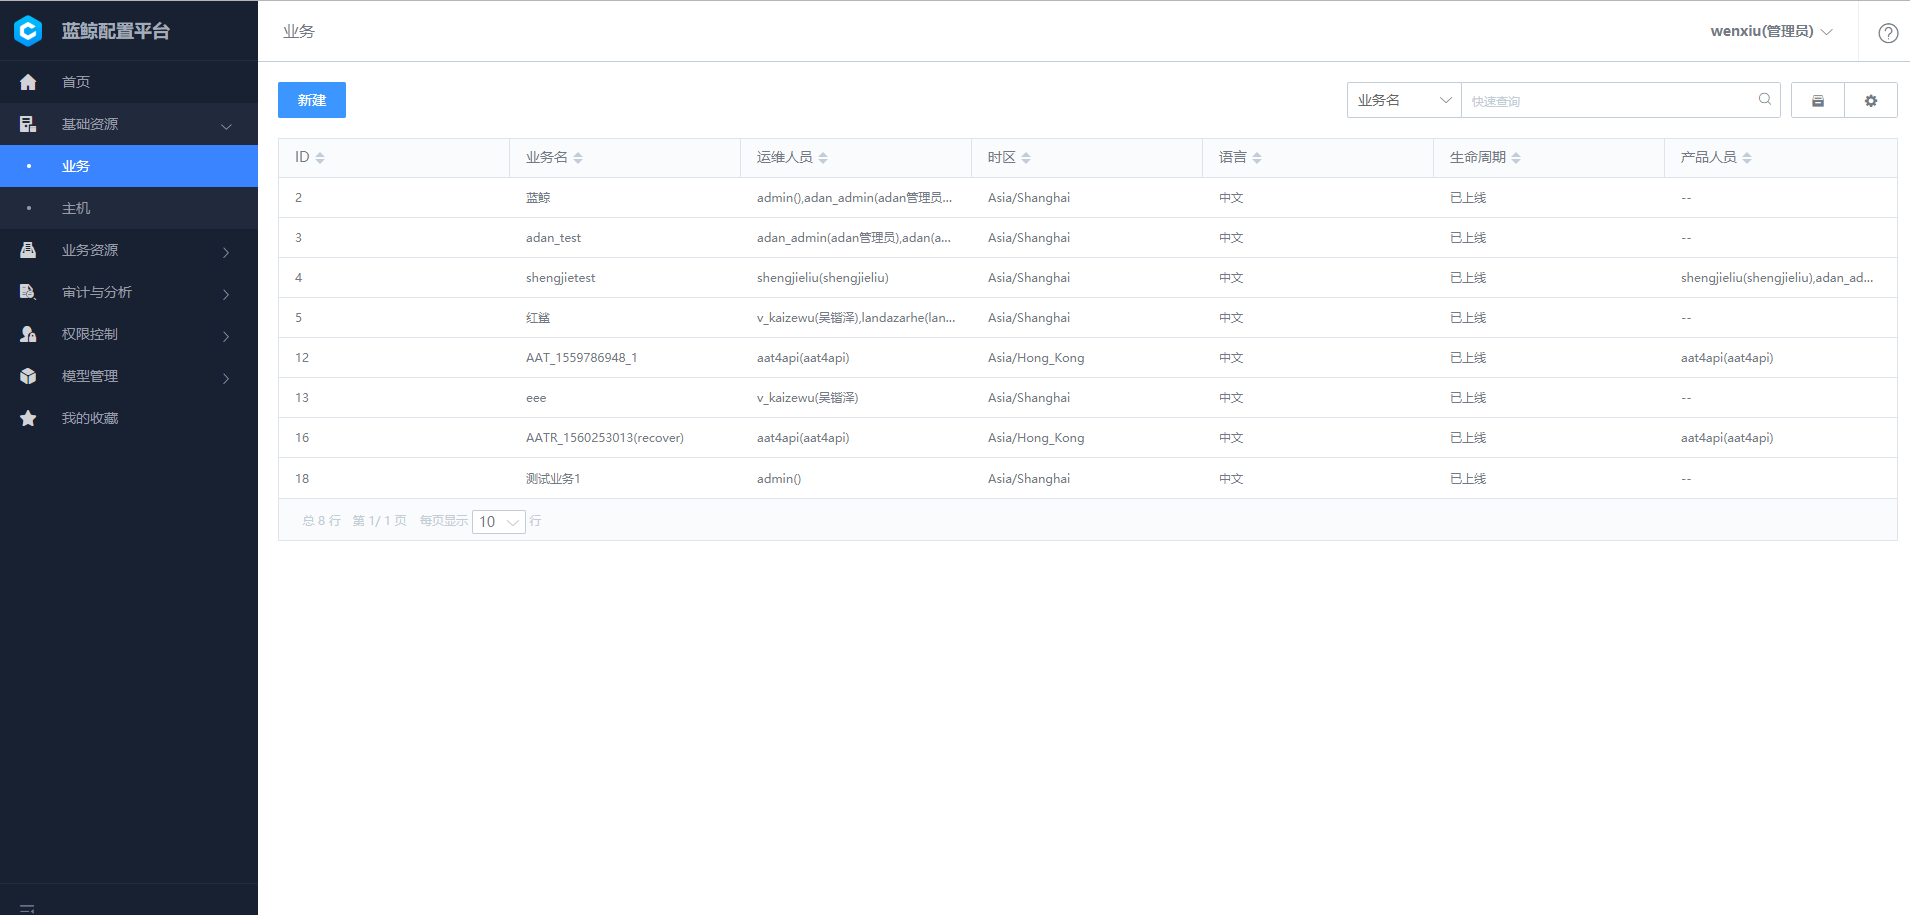 蓝鲸配置平台
首页
基础资源
业务
主机
业务资源
审计与分析
权限控制
模型管理
我的收藏
业务
wenxiu(管理员)
新建
业务名 快速查询
ID 业务名 运维人员 时区 语言 生命周期 产品人员
2 蓝鲸 admin(),adan_admin(adan管理员... Asia/Shanghai 中文 已上线 --
3 adan_test adan_admin(adan管理员),adan(a... Asia/Shanghai 中文 已上线 --
4 shengjietest shengjieliu(shengjieliu) Asia/Shanghai 中文 已上线 shengjieliu(shengjieliu),adan_ad...
5 红鲨 v_kaizewu(吴锴泽),landazarhe(lan... Asia/Shanghai 中文 已上线 --
12 AAT_1559786948_1 aat4api(aat4api) Asia/Hong_Kong 中文 已上线 aat4api(aat4api)
13 eee v_kaizewu(吴锴泽) Asia/Shanghai 中文 已上线 --
16 AATR_1560253013(recover) aat4api(aat4api) Asia/Hong_Kong 中文 已上线 aat4api(aat4api)
18 测试业务1 admin() Asia/Shanghai 中文 已上线 --
总 8 行 第 1/ 1 页 每页显示 10 行